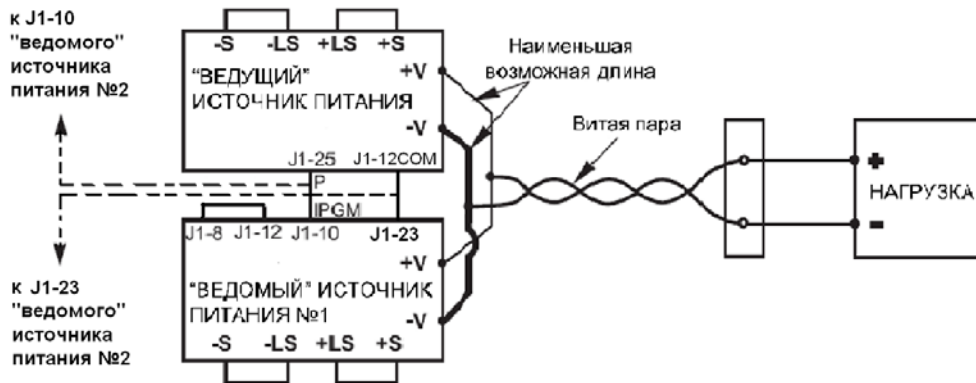 к J1-10
"ведомого"
источника
питания №2
-S -LS +LS +S
"ВЕДУЩИЙ"
ИСТОЧНИК ПИТАНИЯ
+V
-V
J1-25 J1-12COM
P
IPGM
J1-8 J1-12 J1-10 J1-23
+V
"ВЕДОМЫЙ" ИСТОЧНИК
ПИТАНИЯ №1
-V
-S -LS +LS +S
к J1-23
"ведомого"
источника
питания №2
Наименьшая
возможная длина
Витая пара
+
НАГРУЗКА
-